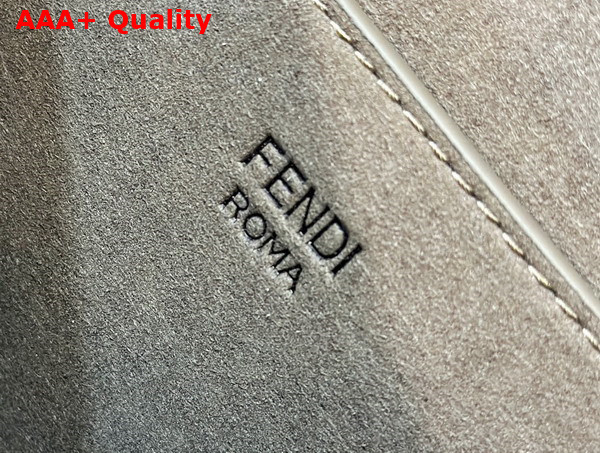 AAA+ Quality
FENDI
ROMA